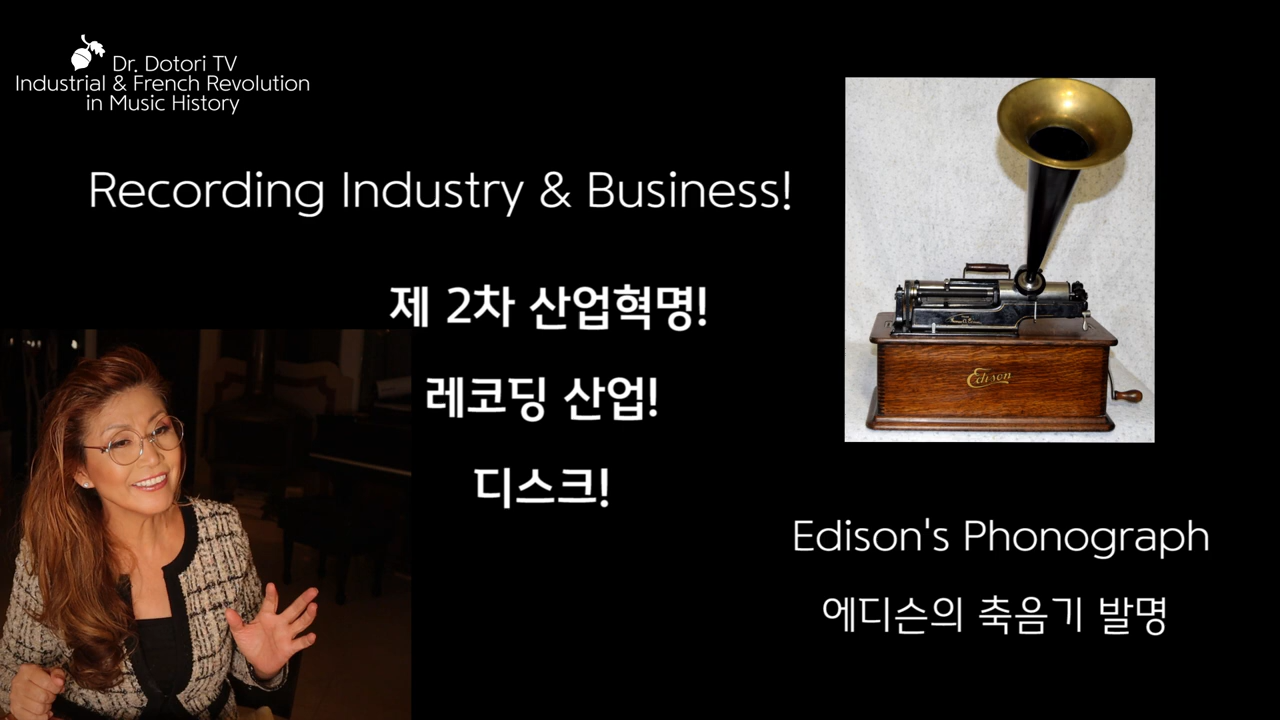 Dr. Dotori TV
Industrial & French Revolution
in Music History
Recording Industry & Business!
제 2차 산업혁명!
레코딩 산업!
디스크!
Edison
Edison's Phonograph
에디슨의 축음기 발명